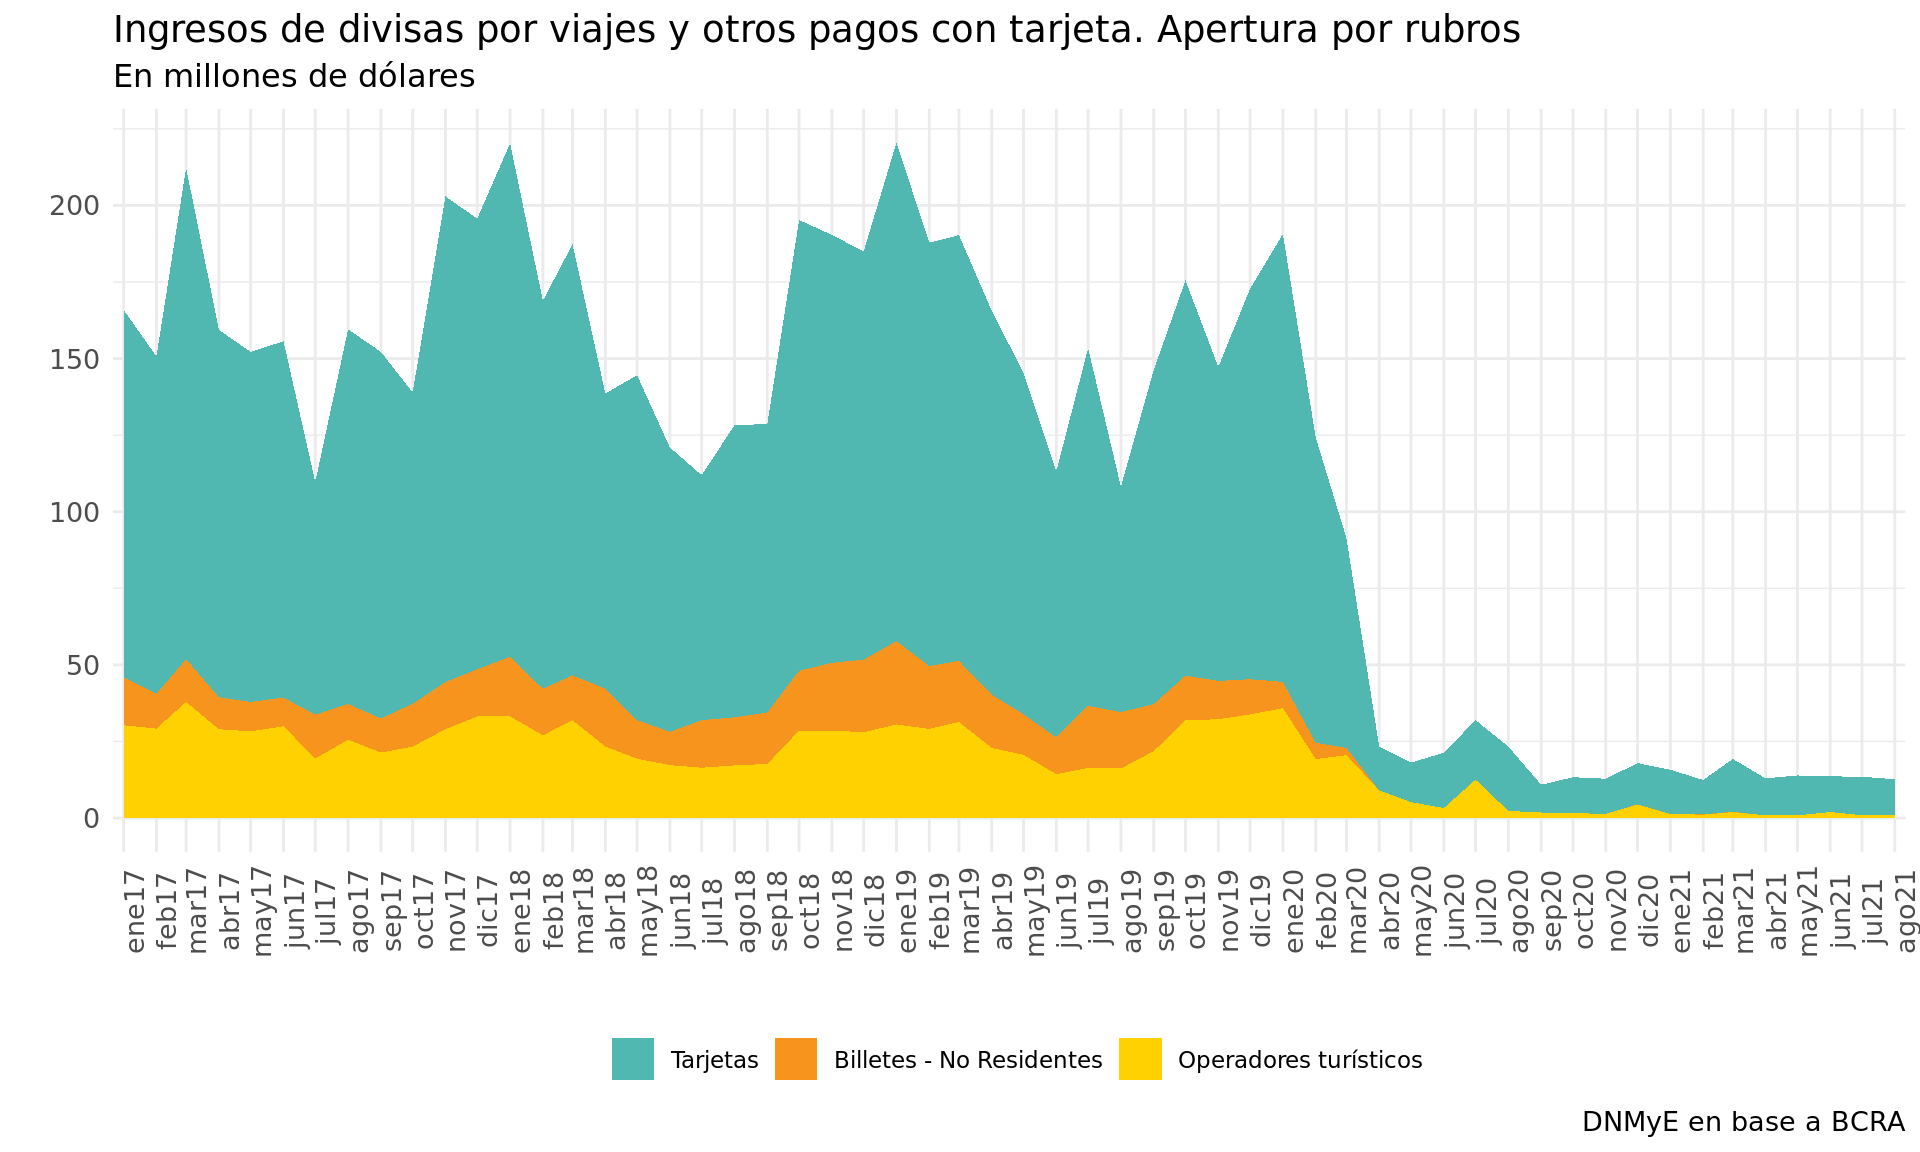 Ingresos de divisas por viajes y otros pagos con tarjeta. Apertura por rubros
En millones de dólares
200
150
100
50
0
ene17
feb17
mar17
abr17
may17
jun17
jul17
ago17
sep17
oct17
nov17
dic17
ene18
feb18
mar18
abr18
may18
jun18
jul18
ago18
sep18
oct18
nov18
dic18
ene19
feb19
mar19
abr19
may19
jun19
jul19
ago19
sep19
oct19
nov19
dic19
ene20
feb20
mar20
abr20
may20
jun20
jul20
ago20
sep20
oct20
nov20
dic20
ene21
feb21
mar21
abr21
may21
jun21
jul21
ago21
Tarjetas
Billetes - No Residentes
Operadores turísticos
DNMyE en base a BCRA